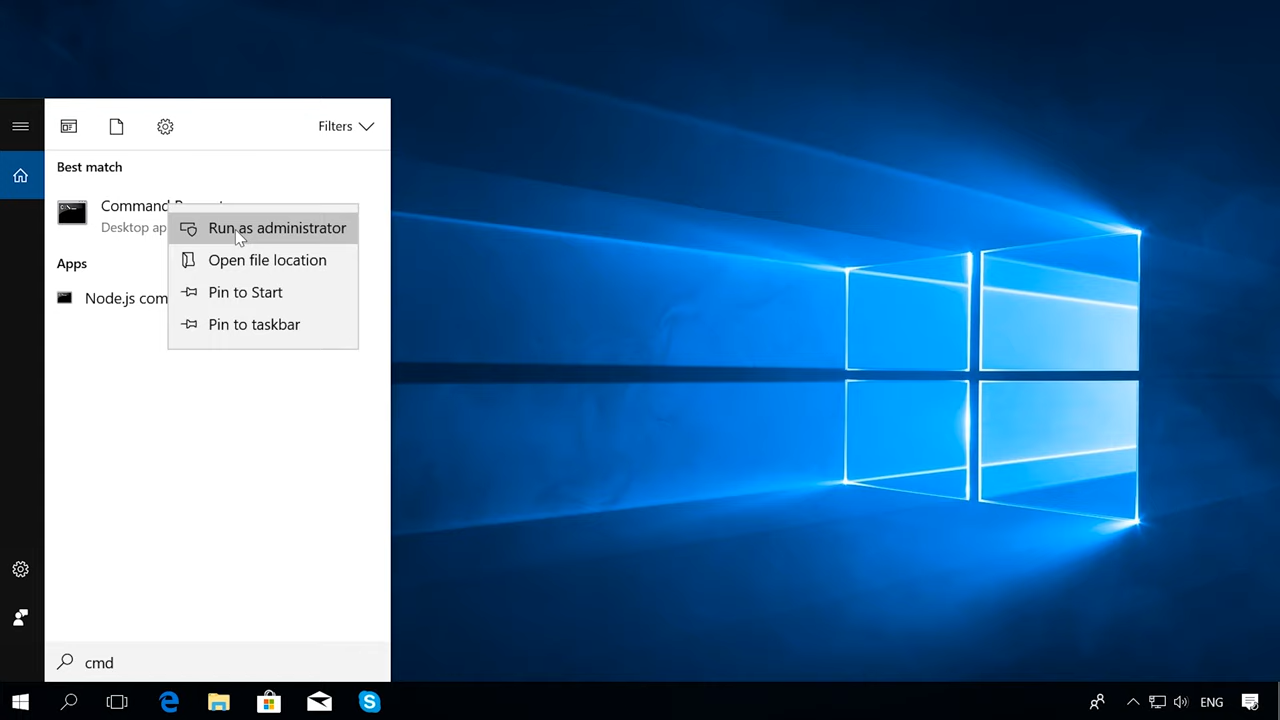 Filters
Best match
Command
Desktop ap
Run as administrator
Open file location
Apps
Pin to Start
Node.js com
Pin to taskbar
cmd
ENG